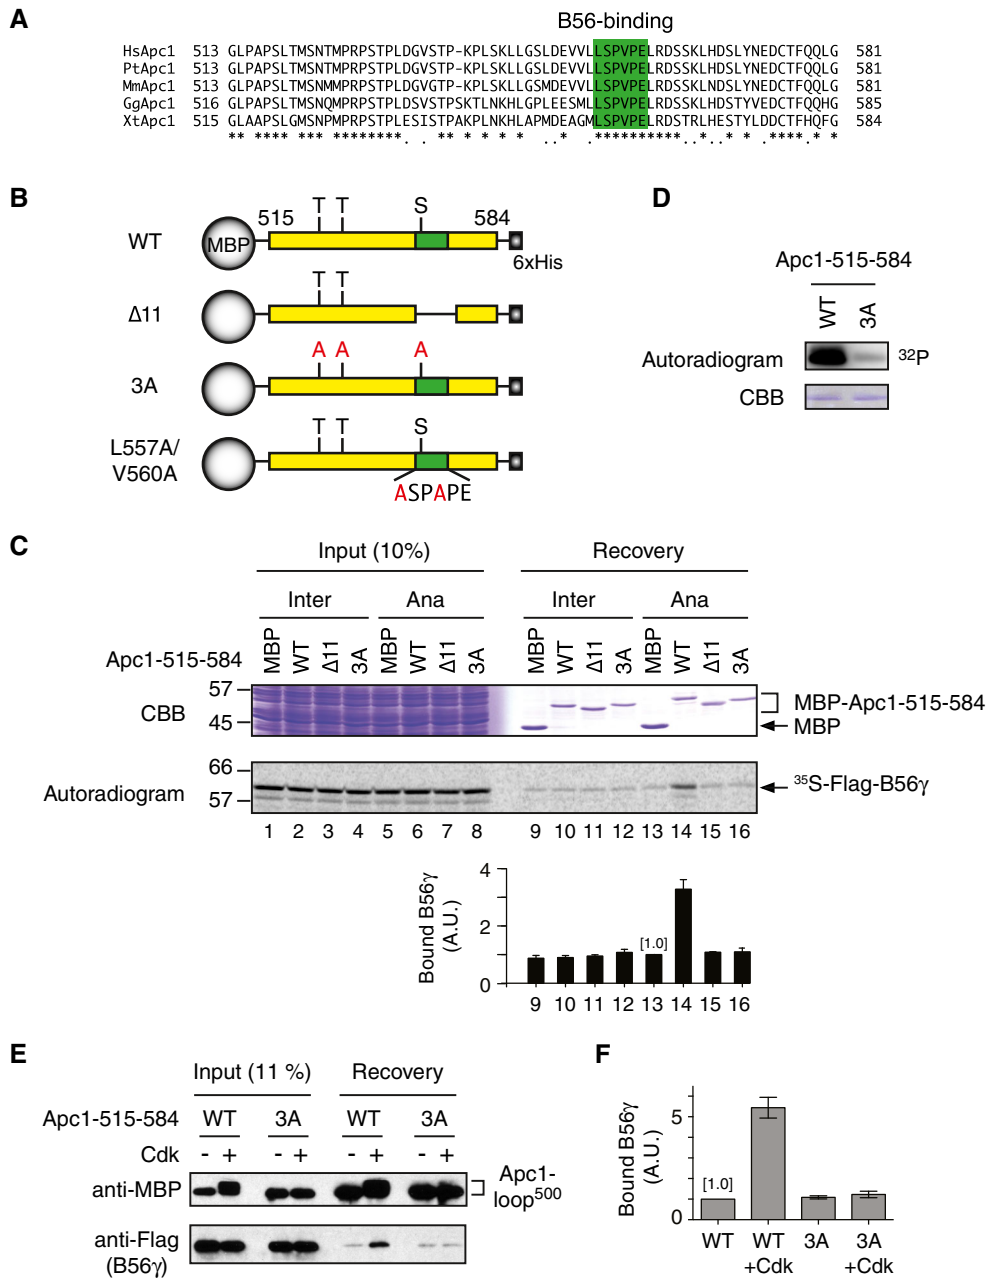 A
B56-binding
HsApc1 513 GLPAPSLTMSNTMPRPSTPLDGVSTP-KPLSKLLGSLDEVVLLSPVPELRDSSKLHDSLYNEDCTFQQLG 581
PtApc1 513 GLPAPSLTMSNTMPRPSTPLDGVSTP-KPLSKLLGSLDEVVLLSPVPELRDSSKLHDSLYNEDCTFQQLG 581
MmApc1 513 GLPAPSLTMSNMMPRPSTPLDGVGTP-KPLSKLLGSMDEVVLLSPVPELRDSSKLNDSLYNEDCTFQQLG 581
GgApc1 516 GLPAPSLTMSNQMPRPSTPLDSVSTPSKTLNKHLGPLEESMLLSPVPELRDSSKLHDSTYVEDCTFQQHG 585
XtApc1 515 GLAAPSLGMSNPMPRPSTPLESISTPAKPLNKHLAPMDEAGMLSPVPELRDSTRLHESTYLDDCTFHQFG 584
B
515 T T S 584
WT MBP 6xHis
T T
Δ11
A A A
3A
T T S
L557A/
V560A
ASPAPE
D
Apc1-515-584
WT 3A
Autoradiogram 32P
CBB
C
Input (10%) Recovery
Inter Ana Inter Ana
Apc1-515-584 MBP WT Δ11 3A MBP WT Δ11 3A MBP WT Δ11 3A MBP WT Δ11 3A
57
CBB
45
MBP-Apc1-515-584
MBP
66
Autoradiogram
57
35S-Flag-B56γ
1 2 3 4 5 6 7 8 9 10 11 12 13 14 15 16
Bound B56γ
(A.U.)
4
2
0
[1.0]
9 10 11 12 13 14 15 16
E
Input (11 %) Recovery
Apc1-515-584 WT 3A WT 3A
Cdk - + - + - + - +
anti-MBP
Apc1-
loop500
anti-Flag
(B56γ)
F
Bound B56γ
(A.U.)
5
0
[1.0]
WT WT 3A 3A
+Cdk +Cdk